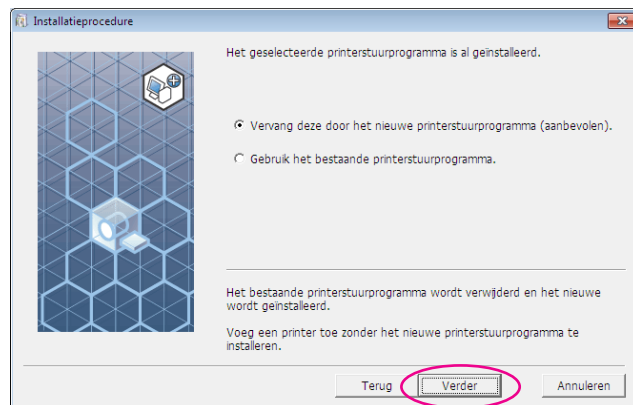 Installatieprocedure
Het geselecteerde printerstuurprogramma is al geïnstalleerd.
Vervang deze door het nieuwe printerstuurprogramma (aanbevolen).
Gebruik het bestaande printerstuurprogramma.
Het bestaande printerstuurprogramma wordt verwijderd en het nieuwe
wordt geïnstalleerd.
Voeg een printer toe zonder het nieuwe printerstuurprogramma te
installeren.
Terug
Verder
Annuleren